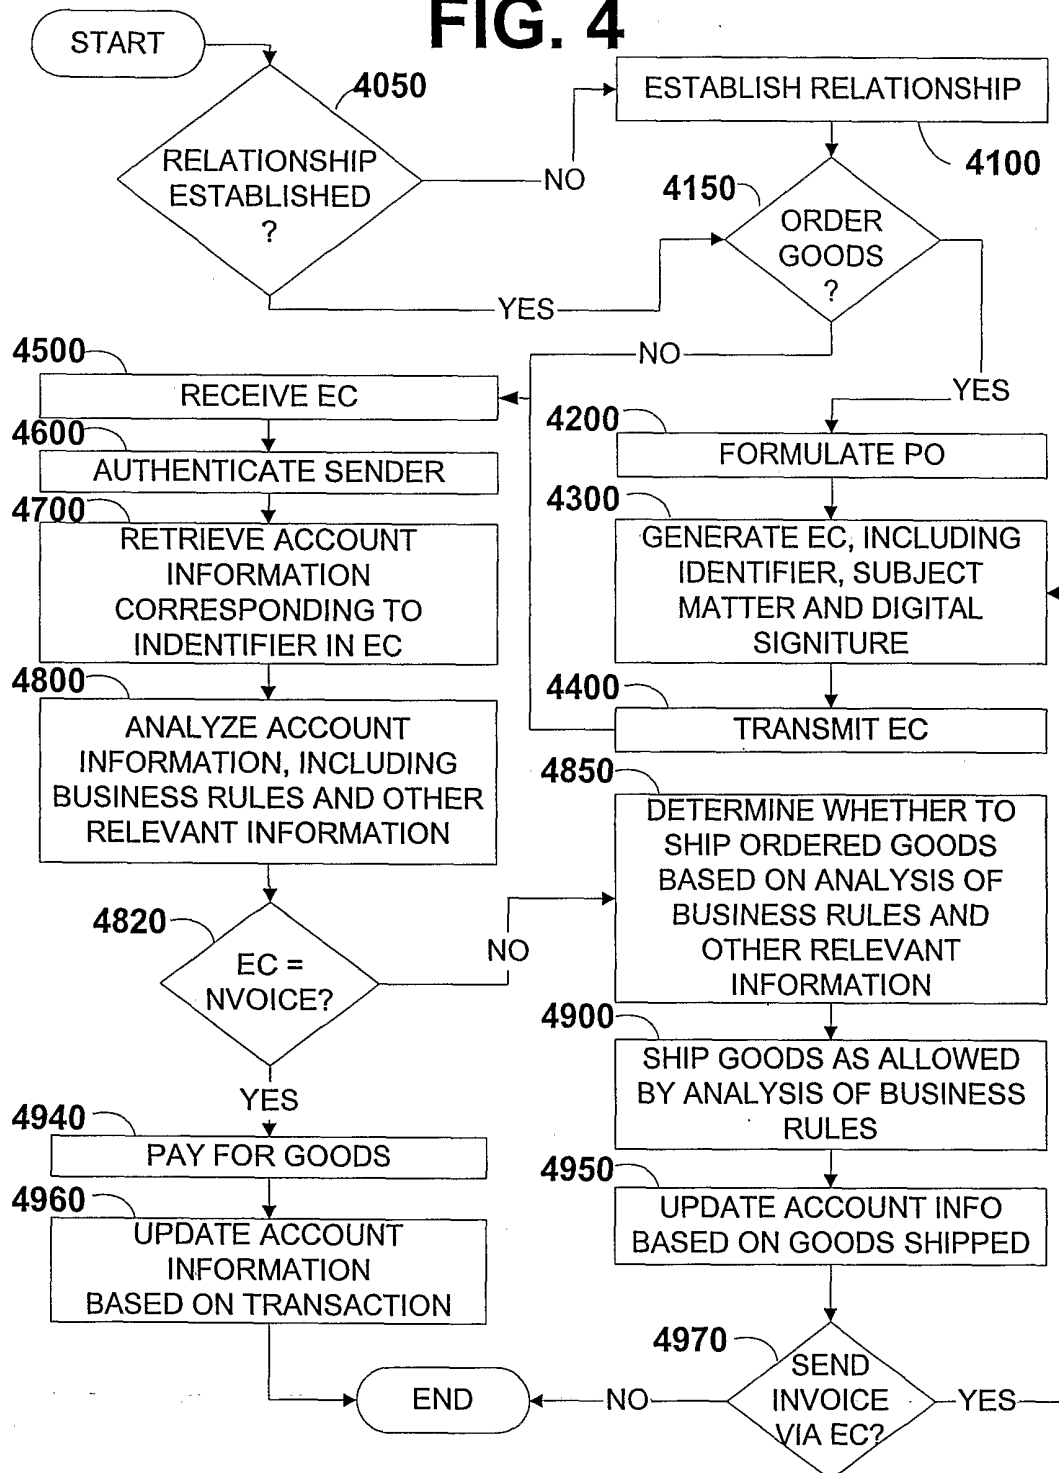 FIG. 4
START
4050
RELATIONSHIP
ESTABLISHED
?
NO
YES
ESTABLISH RELATIONSHIP
4100
4150
ORDER
GOODS
?
NO
YES
4200
FORMULATE PO
4300
GENERATE EC, INCLUDING
IDENTIFIER, SUBJECT
MATTER AND DIGITAL
SIGNITURE
4400
TRANSMIT EC
4500
RECEIVE EC
4600
AUTHENTICATE SENDER
4700
RETRIEVE ACCOUNT
INFORMATION
CORRESPONDING TO
INDENTIFIER IN EC
4800
ANALYZE ACCOUNT
INFORMATION, INCLUDING
BUSINESS RULES AND OTHER
RELEVANT INFORMATION
4820
EC =
NVOICE?
NO
YES
4850
DETERMINE WHETHER TO
SHIP ORDERED GOODS
BASED ON ANALYSIS OF
BUSINESS RULES AND
OTHER RELEVANT
INFORMATION
4900
SHIP GOODS AS ALLOWED
BY ANALYSIS OF BUSINESS
RULES
4940
PAY FOR GOODS
4950
UPDATE ACCOUNT INFO
BASED ON GOODS SHIPPED
4960
UPDATE ACCOUNT
INFORMATION
BASED ON TRANSACTION
4970
SEND
INVOICE
VIA EC?
NO
YES
END